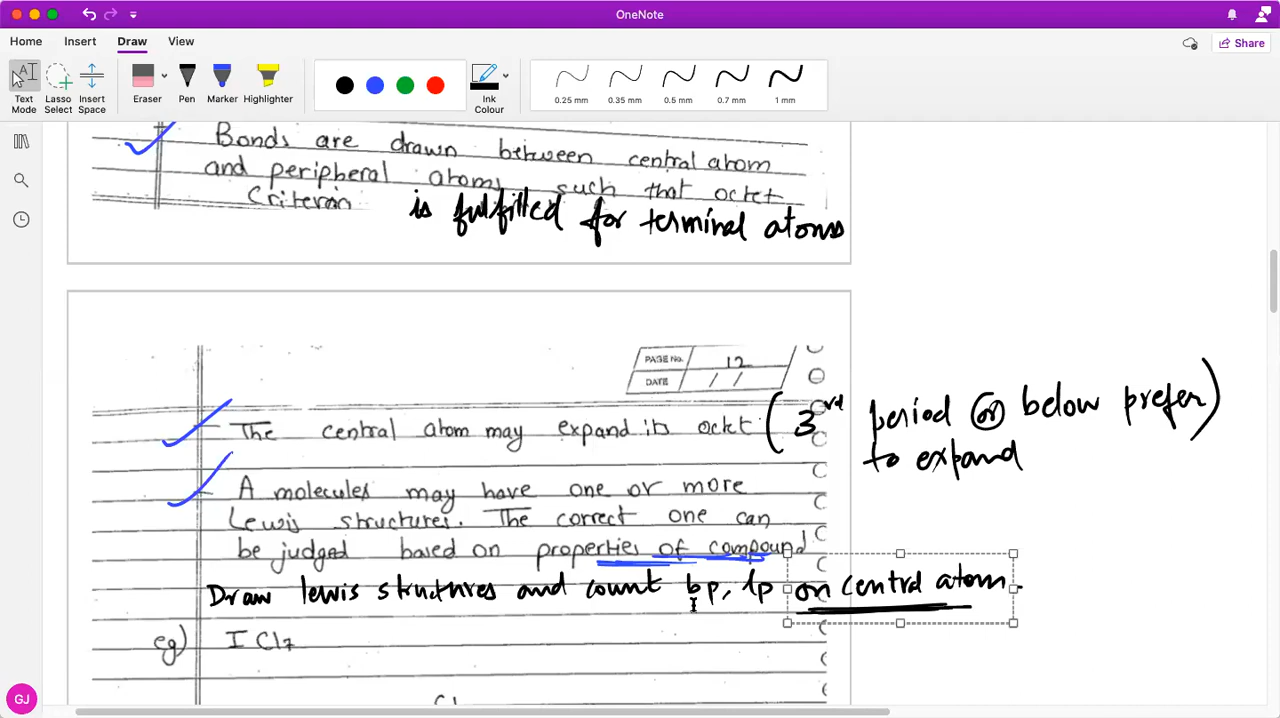 OneNote
Home Insert Draw View
Share
Text Mode
Lasso Select
Insert Space
Eraser
Pen
Marker
Highlighter
Ink Colour
0.25 mm
0.35 mm
0.5 mm
0.7 mm
1 mm
Bonds are drawn between central atom
and peripheral atoms such that octet
Criterion is fulfilled for terminal atoms
PAGE No. 12
DATE / /
The central atom may expand its octet (3rd period or below prefer)
to expand
A molecules may have one or more
Lewis structures. The correct one can
be judged based on properties of compound
Draw lewis structures and count bp, lp on central atom.
eg) ICl7
Cl
GJ